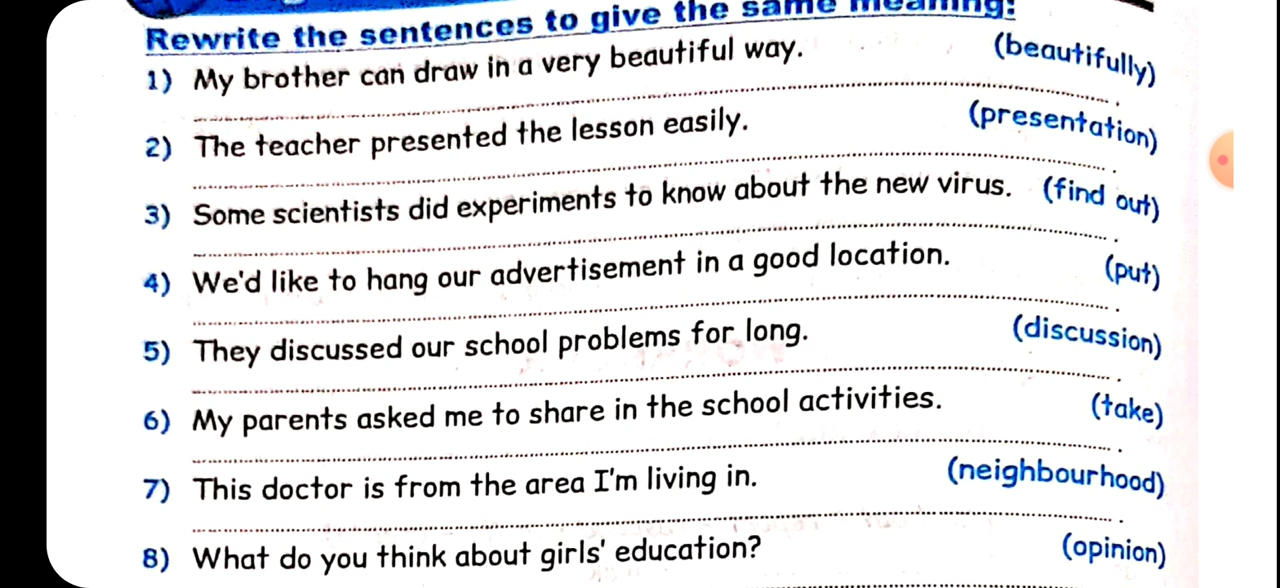 Rewrite the sentences to give the same meaning:
1) My brother can draw in a very beautiful way. (beautifully)
2) The teacher presented the lesson easily. (presentation)
3) Some scientists did experiments to know about the new virus. (find out)
4) We'd like to hang our advertisement in a good location. (put)
5) They discussed our school problems for long. (discussion)
6) My parents asked me to share in the school activities. (take)
7) This doctor is from the area I'm living in. (neighbourhood)
8) What do you think about girls' education? (opinion)